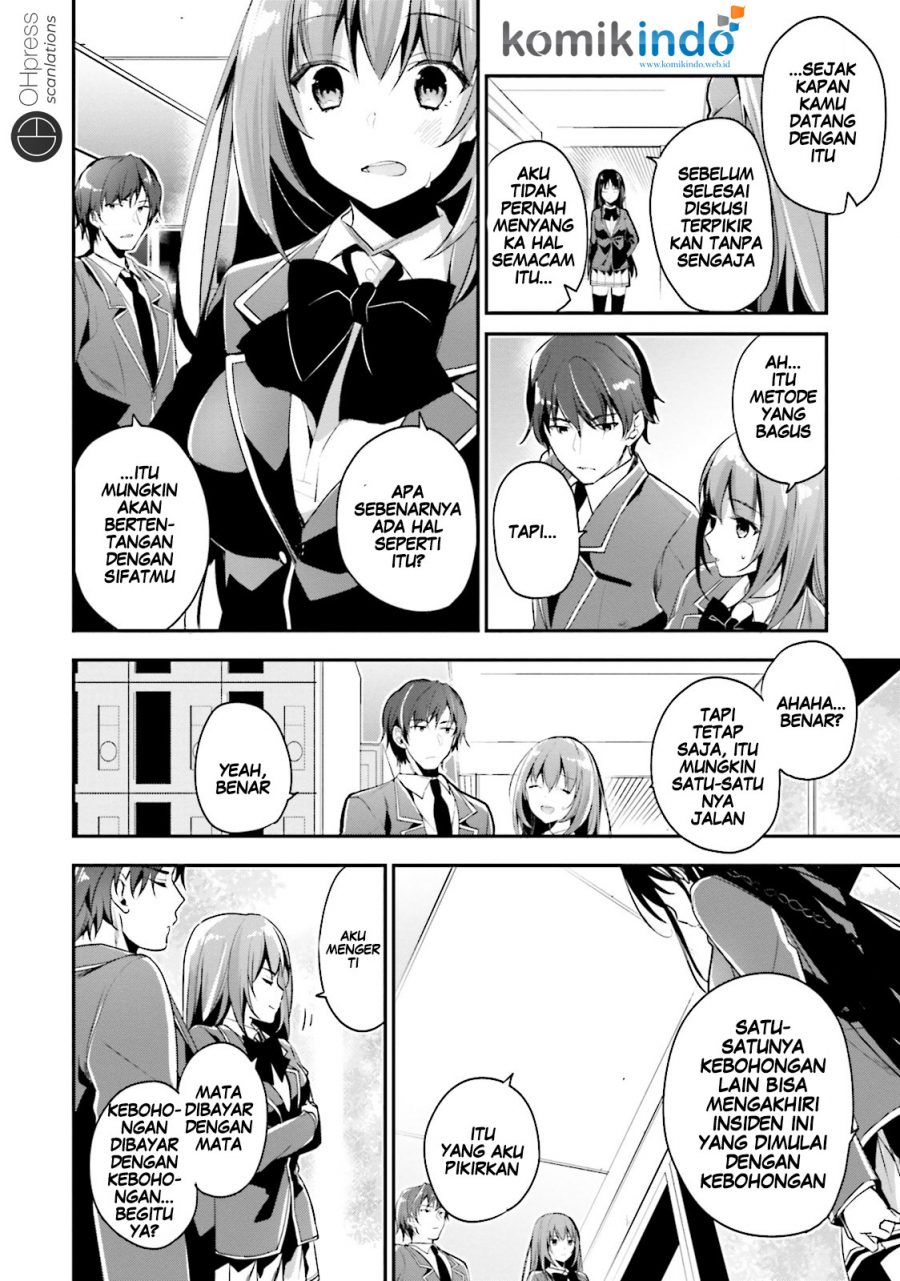 OHpress
scanlations
komikindo
www.komikindo.web.id
...SEJAK
KAPAN
KAMU
DATANG
DENGAN
ITU
SEBELUM
SELESAI
DISKUSI
TERPIKIR
KAN TANPA
SENGAJA
AKU
TIDAK
PERNAH
MENYANG
KA HAL
SEMACAM
ITU...
AH...
ITU
METODE
YANG
BAGUS
TAPI...
APA
SEBENARNYA
ADA HAL
SEPERTI
ITU?
...ITU
MUNGKIN
AKAN
BERTEN-
TANGAN
DENGAN
SIFATMU
AHAHA...
BENAR?
TAPI
TETAP
SAJA, ITU
MUNGKIN
SATU-SATU
NYA
JALAN
YEAH,
BENAR
SATU-
SATUNYA
KEBOHONGAN
LAIN BISA
MENGAKHIRI
INSIDEN INI
YANG DIMULAI
DENGAN
KEBOHONGAN
ITU
YANG AKU
PIKIRKAN
AKU
MENGER
TI
MATA
DIBAYAR
DENGAN
MATA
KEBOHO-
NGAN
DIBAYAR
DENGAN
KEBOHO-
NGAN...
BEGITU
YA?